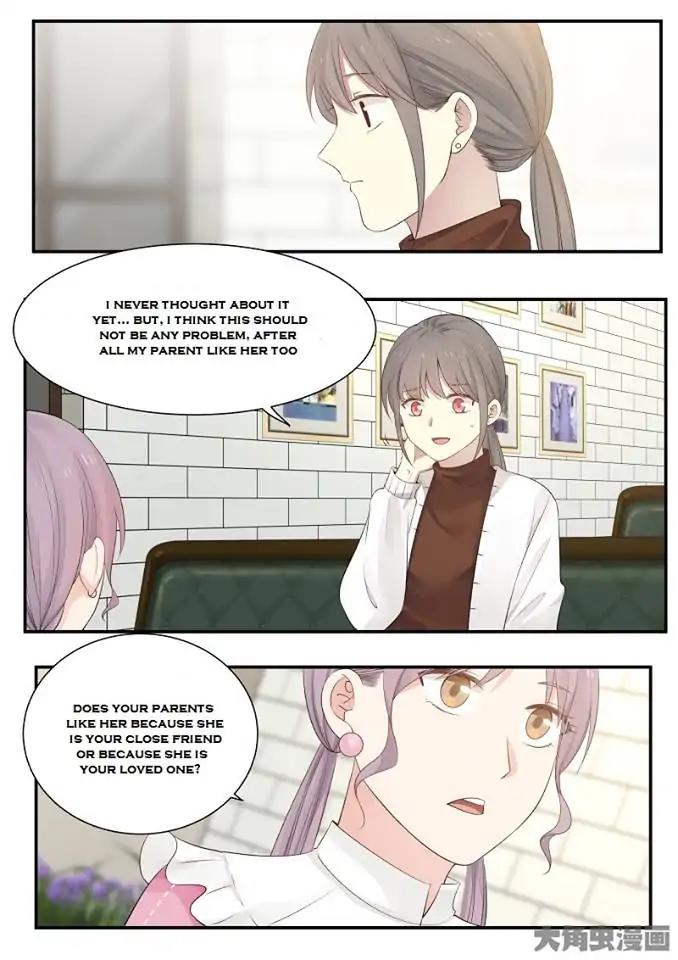 I NEVER THOUGHT ABOUT IT
YET... BUT, I THINK THIS SHOULD
NOT BE ANY PROBLEM, AFTER
ALL MY PARENT LIKE HER TOO
DOES YOUR PARENTS
LIKE HER BECAUSE SHE
IS YOUR CLOSE FRIEND
OR BECAUSE SHE IS
YOUR LOVED ONE?
大角虫漫画